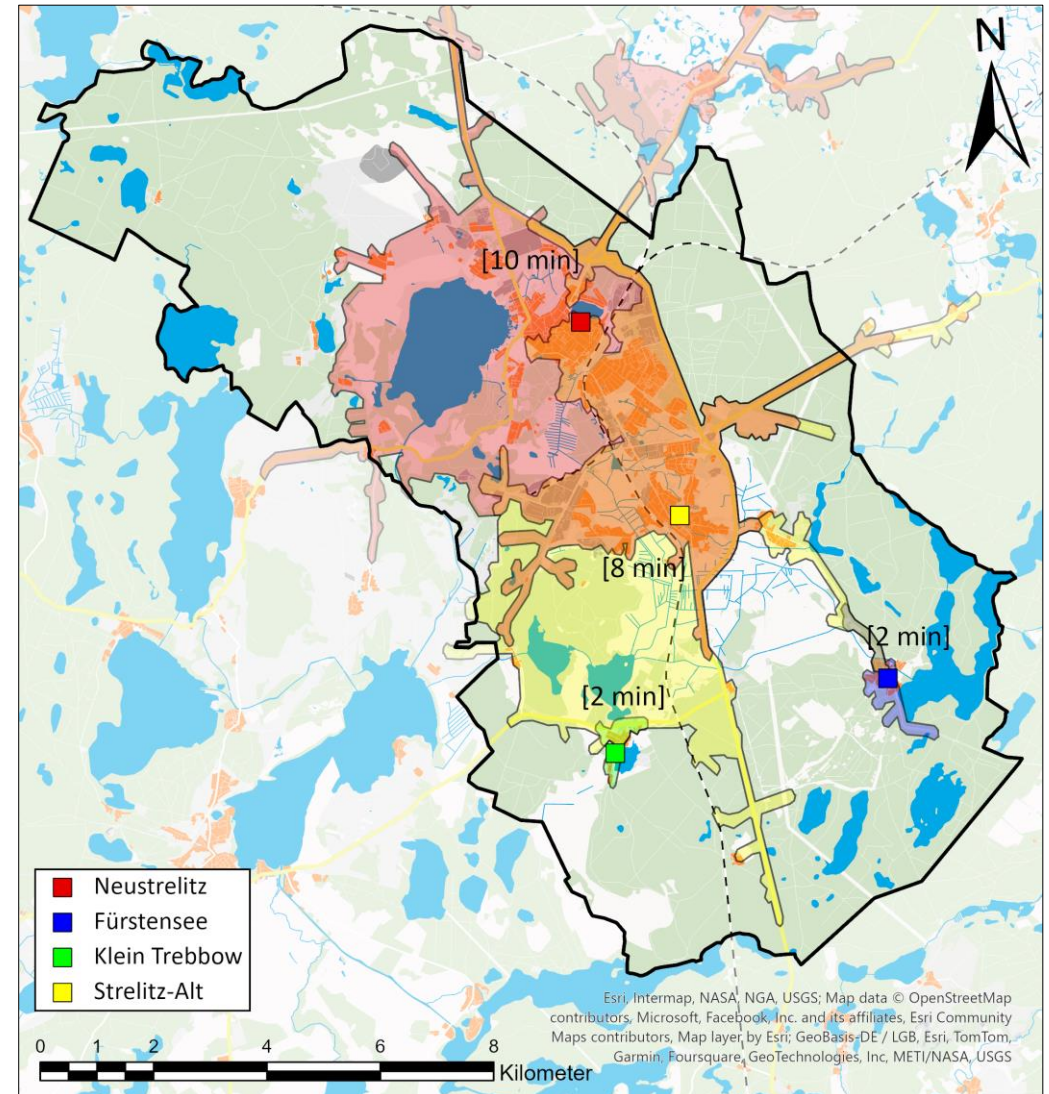 N
[10 min]
[8 min]
[2 min]
[2 min]
Neustrelitz
Fürstensee
Klein Trebbow
Strelitz-Alt
Esri, Intermap, NASA, NGA, USGS; Map data © OpenStreetMap
contributors, Microsoft, Facebook, Inc. and its affiliates, Esri Community
Maps contributors, Map layer by Esri; GeoBasis-DE / LGB, Esri, TomTom,
Garmin, Foursquare, GeoTechnologies, Inc, METI/NASA, USGS
0 1 2 4 6 8
Kilometer